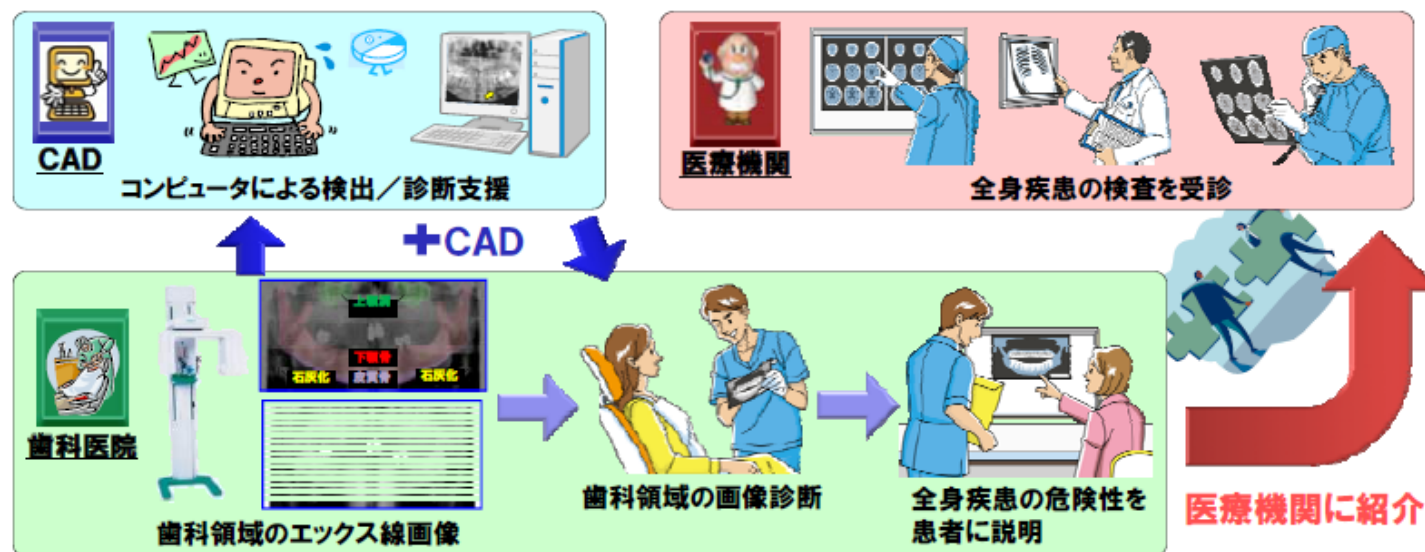 CAD
コンピュータによる検出／診断支援
医療機関
全身疾患の検査を受診
+CAD
歯科医院
上顎洞
下顎骨
石灰化
皮質骨
石灰化
歯科領域のエックス線画像
歯科領域の画像診断
全身疾患の危険性を
患者に説明
医療機関に紹介